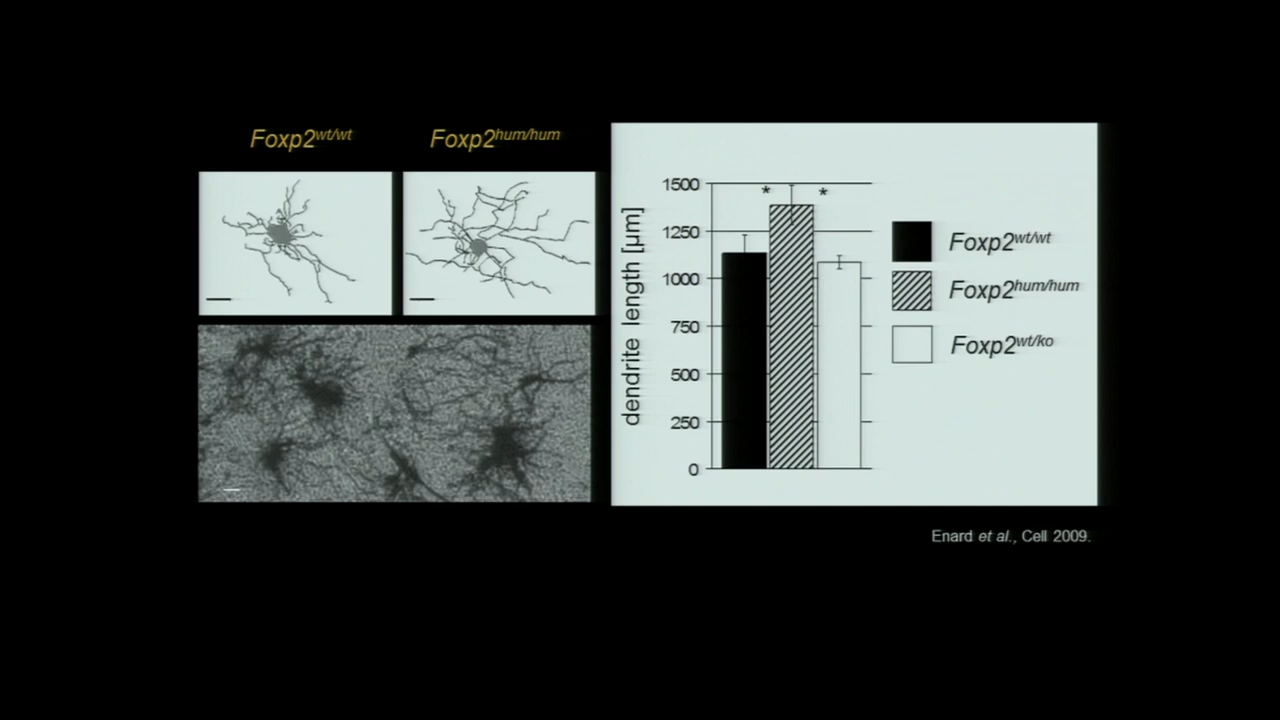 Foxp2wt/wt
Foxp2hum/hum
dendrite length [µm]
1500
1250
1000
750
500
250
0
*
*
Foxp2wt/wt
Foxp2hum/hum
Foxp2wt/ko
Enard et al., Cell 2009.